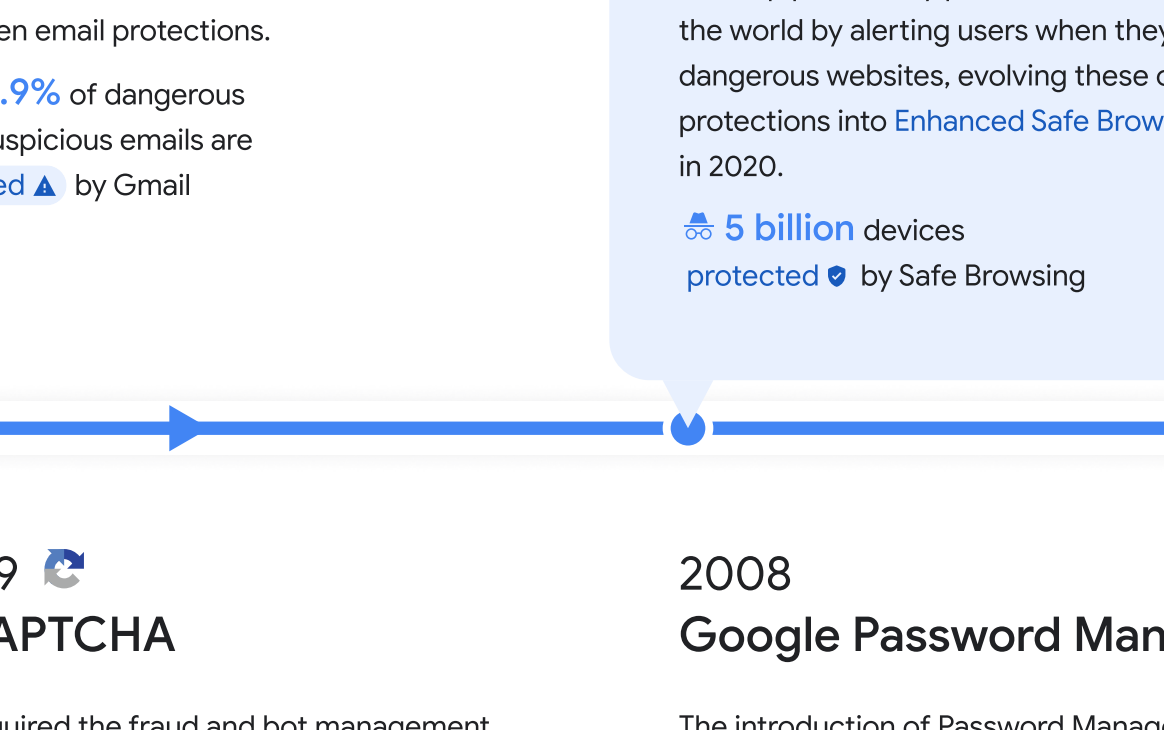 en email protections.
.9% of dangerous
uspicious emails are
ed by Gmail
the world by alerting users when they
dangerous websites, evolving these
protections into Enhanced Safe Brow
in 2020.
5 billion devices
protected by Safe Browsing
9
APTCHA
quired the fraud and bot management
2008
Google Password Man
The introduction of Password Manage